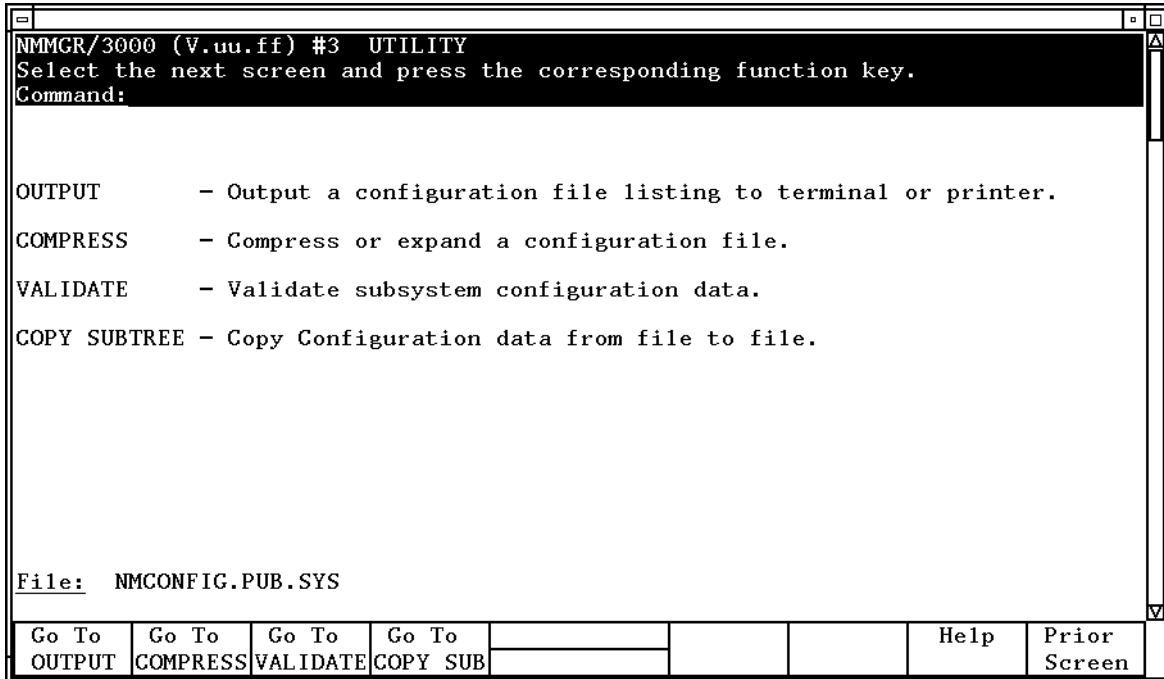 NMMGR/3000 (V.uu.ff) #3  UTILITY
Select the next screen and press the corresponding function key.
Command:
OUTPUT       – Output a configuration file listing to terminal or printer.
COMPRESS     – Compress or expand a configuration file.
VALIDATE     – Validate subsystem configuration data.
COPY SUBTREE – Copy Configuration data from file to file.
File:  NMCONFIG.PUB.SYS
Go To  Go To  Go To  Go To  Help  Prior
OUTPUT  COMPRESS  VALIDATE  COPY SUB  Screen